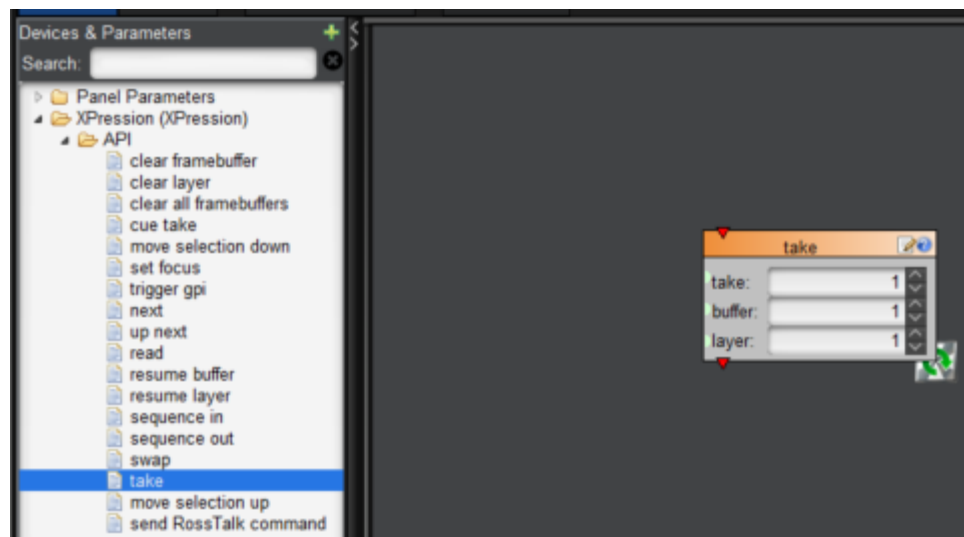 Devices & Parameters
Search:
Panel Parameters
XPression (XPression)
API
clear framebuffer
clear layer
clear all framebuffers
cue take
move selection down
set focus
trigger gpi
next
up next
read
resume buffer
resume layer
sequence in
sequence out
swap
take
move selection up
send RossTalk command
take
take: 1
buffer: 1
layer: 1